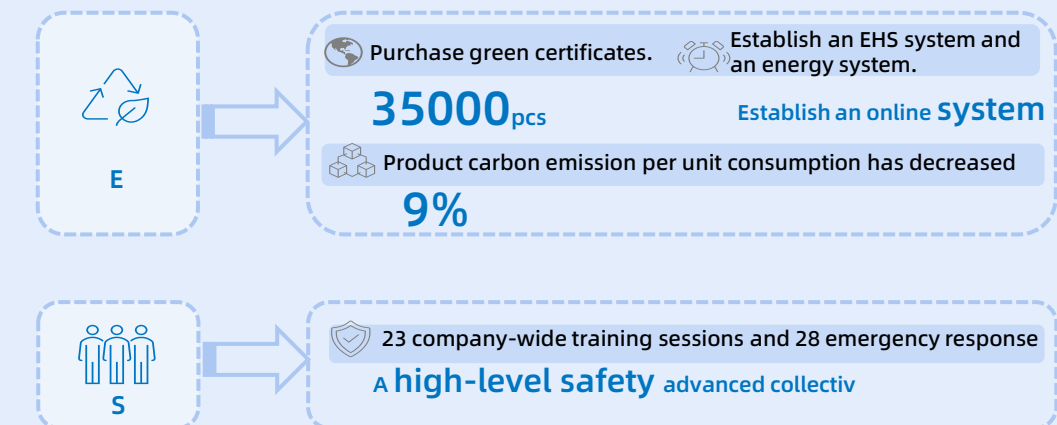 E
Purchase green certificates.
Establish an EHS system and
an energy system.
35000pcs
Establish an online system
Product carbon emission per unit consumption has decreased
9%
S
23 company-wide training sessions and 28 emergency response
A high-level safety advanced collectiv